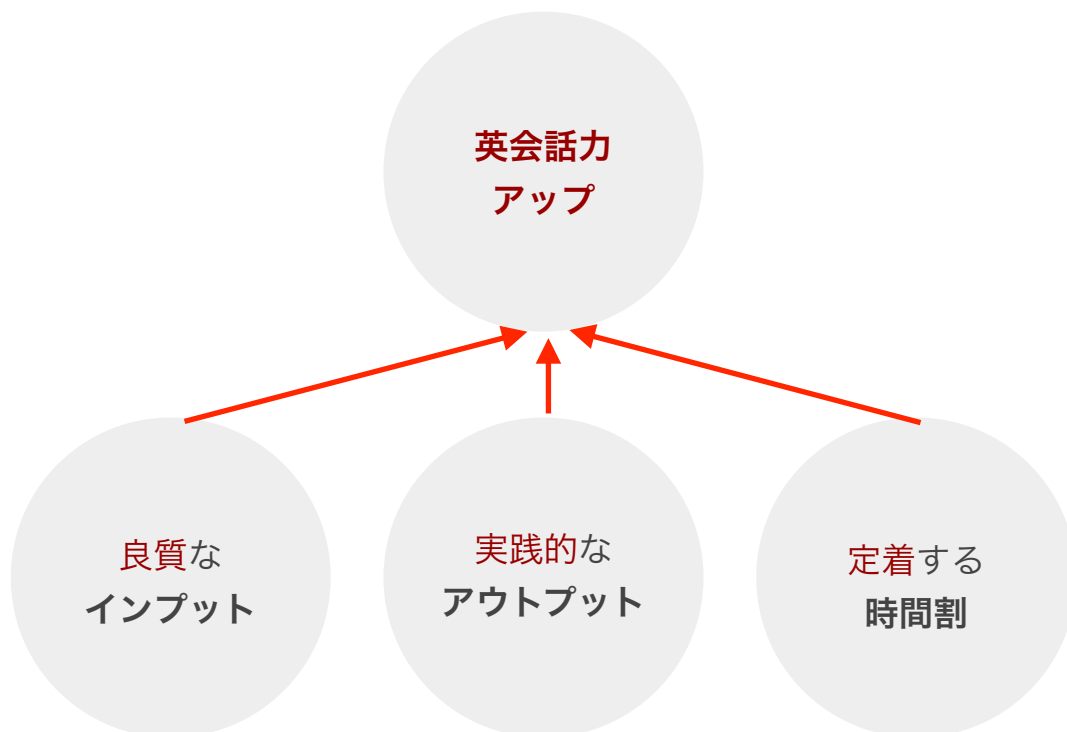 英会話力
アップ
良質な
インプット
実践的な
アウトプット
定着する
時間割